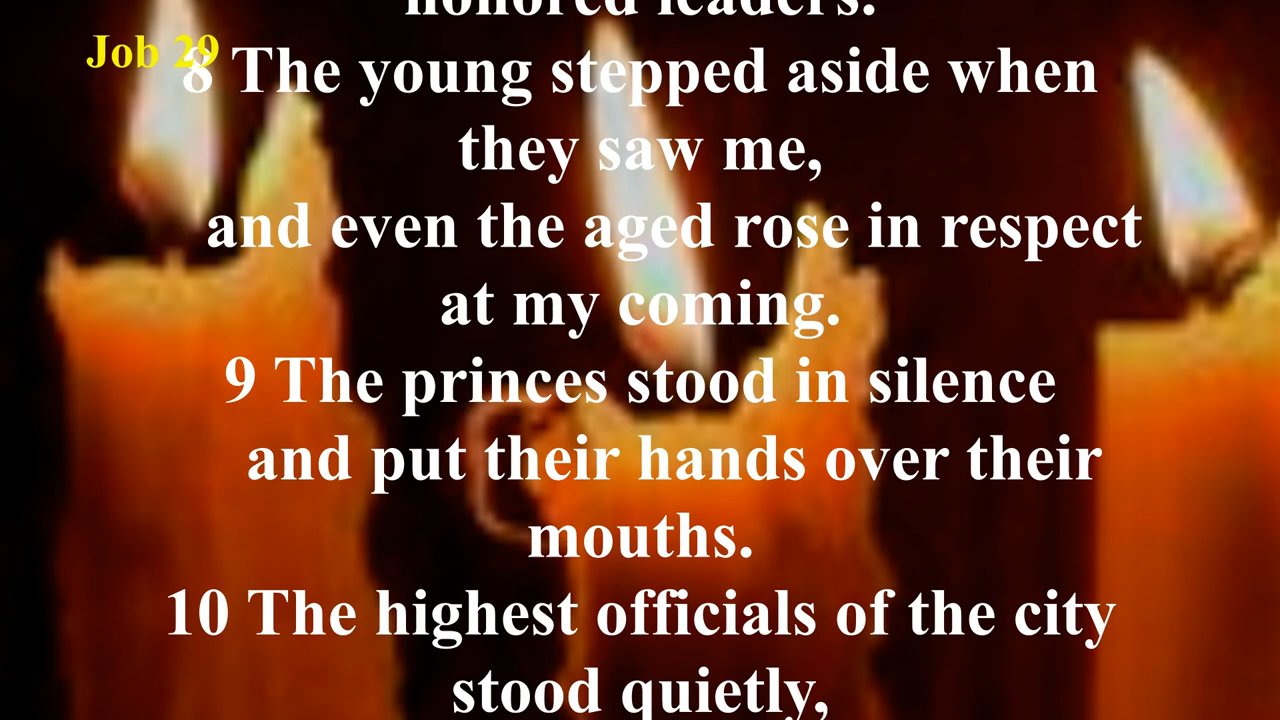 honored leaders.
Job 29
8 The young stepped aside when
they saw me,
and even the aged rose in respect
at my coming.
9 The princes stood in silence
and put their hands over their
mouths.
10 The highest officials of the city
stood quietly,